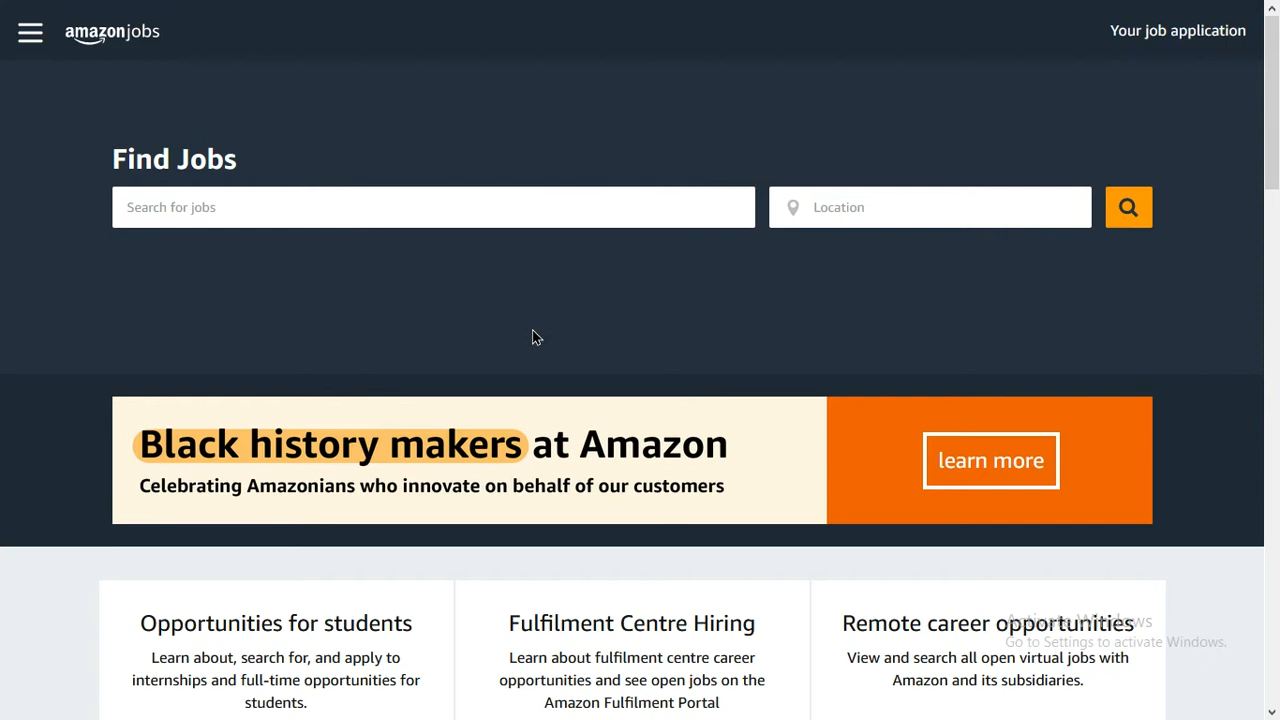 amazonjobs
Your job application
Find Jobs
Search for jobs
Location
Black history makers at Amazon
Celebrating Amazonians who innovate on behalf of our customers
learn more
Opportunities for students
Learn about, search for, and apply to
internships and full-time opportunities for
students.
Fulfilment Centre Hiring
Learn about fulfilment centre career
opportunities and see open jobs on the
Amazon Fulfilment Portal
Remote career opportunities
View and search all open virtual jobs with
Amazon and its subsidiaries.
Activate Windows
Go to Settings to activate Windows.